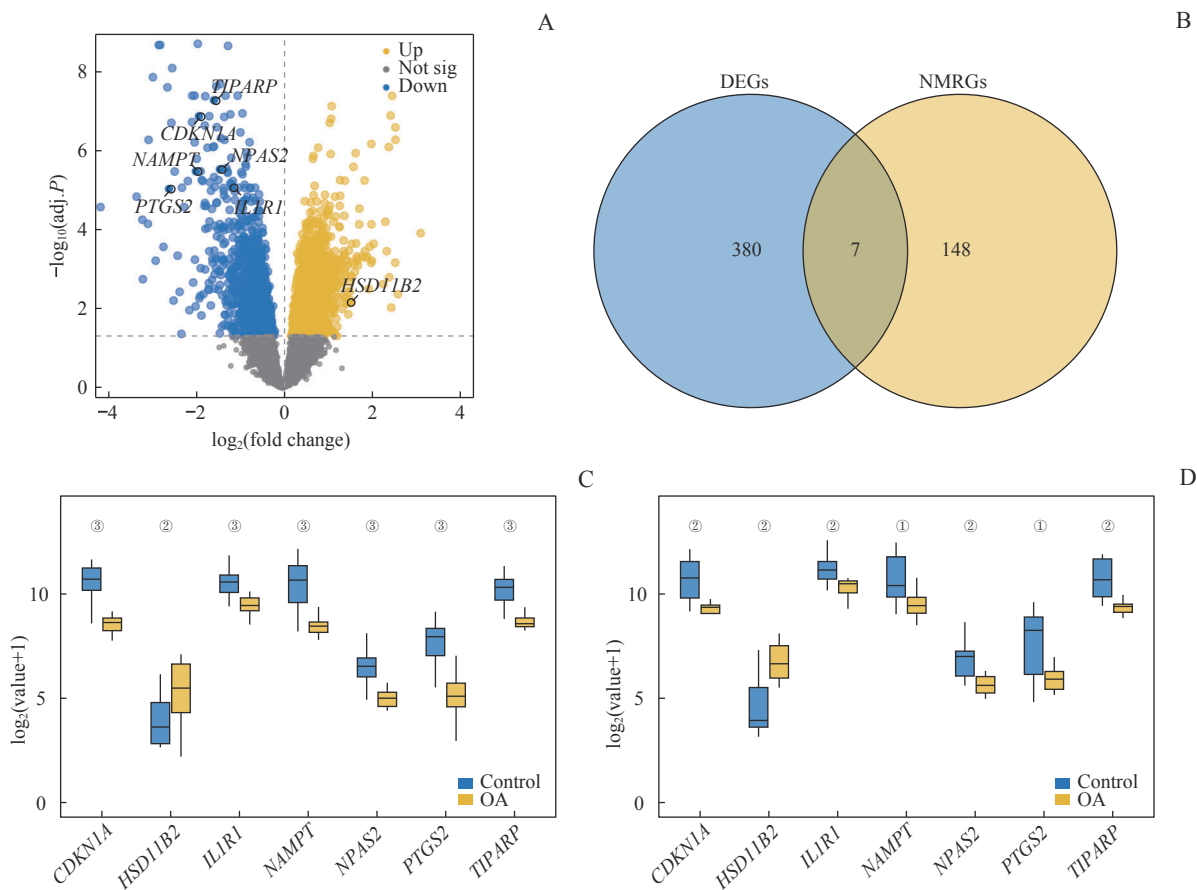 A
Up
Not sig
Down
TIPARP
CDKN1A
NAMPT
NPAS2
PTGS2
IL1R1
HSD11B2
8
6
4
2
0
−log₁₀(adj.P)
−4
−2
0
2
4
log₂(fold change)
B
DEGs
NMRGs
380
7
148
C
③ ② ③ ③ ③ ③ ③
10
5
0
log₂(value+1)
Control
OA
CDKN1A
HSD11B2
IL1R1
NAMPT
NPAS2
PTGS2
TIPARP
D
② ② ② ① ② ① ②
10
5
0
log₂(value+1)
Control
OA
CDKN1A
HSD11B2
IL1R1
NAMPT
NPAS2
PTGS2
TIPARP